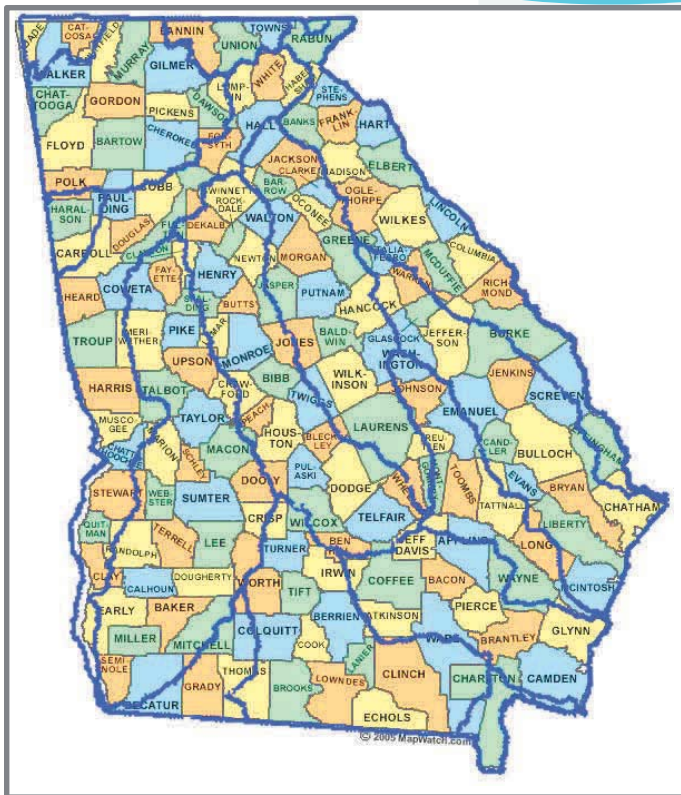 TOWNS
RABUN
UNION
MURRAY
GILMER
WHITE
HABE
SHAM
LUMP-
KIN
STE-
PHENS
CHAT-
TOOGA
GORDON
PICKENS
DAWSON
HALL
BANKS
FRANK-
LIN
HART
FLOYD
BARTOW
CHEROKEE
FOR-
SYTH
JACKSON
CLARKE
MADISON
ELBERT
POLK
PAUL-
DING
COBB
WINNETT
ROCK-
DALE
BAR-
ROW
OCONEE
OGLE-
THORPE
WILKES
LINCOLN
HARAL-
SON
DOUGLAS
FUL-
DEKALB
WALTON
GREENE
COLUMBIA
CARROLL
CLAYTON
NEWTON
MORGAN
TALIA-
FERRO
MCDUFFIE
WARREN
RICH
MOND
COWETA
FAY-
ETTE
HENRY
JASPER
PUTNAM
HANCOCK
HEARD
SPAL-
DING
BUTTS
JEFFER-
SON
BURKE
TROUP
MERI-
WETHER
PIKE
LAMAR
MONROE
JONES
BALD-
WIN
GLASCOCK
WASH-
INGTON
UPSON
BIBB
WILK-
INSON
JENKINS
SCREVEN
HARRIS
TALBOT
CRAW-
FORD
TWIGGS
JOHNSON
EMANUEL
MUSCO-
GEE
TAYLOR
PEACH
HOUS-
TON
LAURENS
EFFINGHAM
CHATT
HOOCHEE
MARION
SCHLEY
MACON
BLECK
LEY
TREU-
TLEN
CAND-
LER
BULLOCH
STEWART
WEB-
STER
SUMTER
DOOLY
PUL-
ASKI
DODGE
MONT-
TOOMBS
EVANS
BRYAN
CHATHAM
QUIT-
MAN
CRISP
WILCOX
TELFAIR
TATTNALL
LIBERTY
RANDOLPH
TERRELL
LEE
TURNER
BEN
JEFF
DAVIS
APPLING
LONG
CLAY
CALHOUN
DOUGHERTY
WORTH
TIFT
IRWIN
COFFEE
BACON
WAYNE
MCINTOSH
EARLY
BAKER
BERRIEN
ATKINSON
PIERCE
MILLER
MITCHELL
COLQUITT
COOK
WARE
BRANTLEY
GLYNN
SEMI-
NOLE
DECATUR
GRADY
THOMAS
BROOKS
LOWNDES
LANIER
CLINCH
CHARLTON
CAMDEN
ECHOLS
© 2005 MapWatch.com